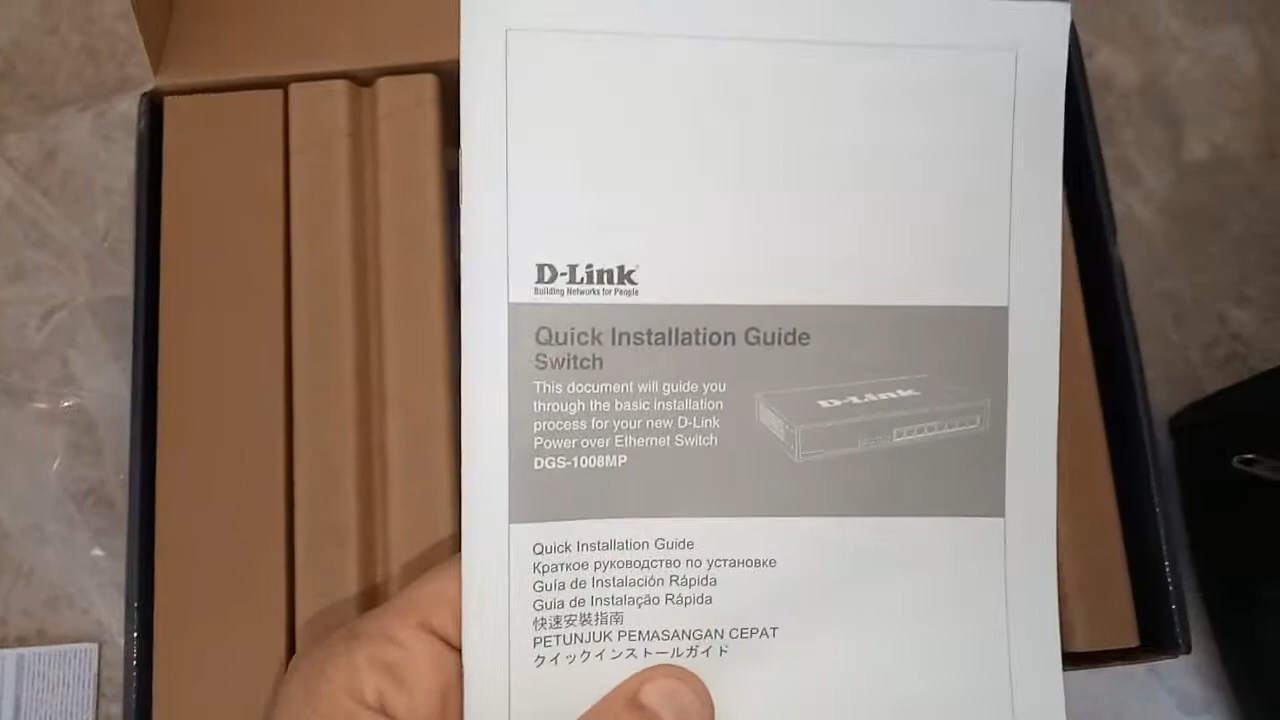 D-Link
Building Networks for People
Quick Installation Guide
Switch
This document will guide you
through the basic installation
process for your new D-Link
Power over Ethernet Switch
DGS-1008MP
D-Link
Quick Installation Guide
Краткое руководство по установке
Guía de Instalación Rápida
Guia de Instalação Rápida
快速安裝指南
PETUNJUK PEMASANGAN CEPAT
クイックインストールガイド